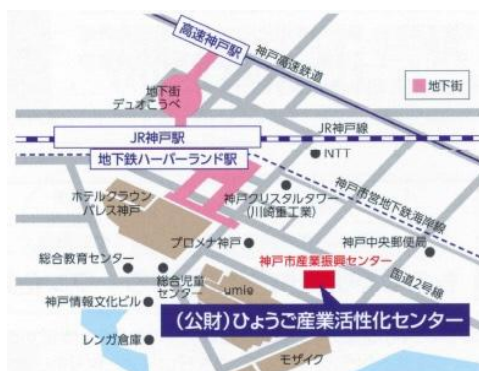 高速神戸駅
神戸高速鉄道
地下街
地下街
デュオこうべ
JR神戸駅
JR神戸線
地下鉄ハーバーランド駅
NTT
ホテルクラウン
パレス神戸
神戸クリスタルタワー
(川崎重工業)
神戸市営地下鉄海岸線
プロメナ神戸
神戸中央郵便局
総合教育センター
神戸市産業振興センター
総合児童
センター
umie
国道2号線
神戸情報文化ビル
(公財)ひょうご産業活性化センター
レンガ倉庫
モザイク